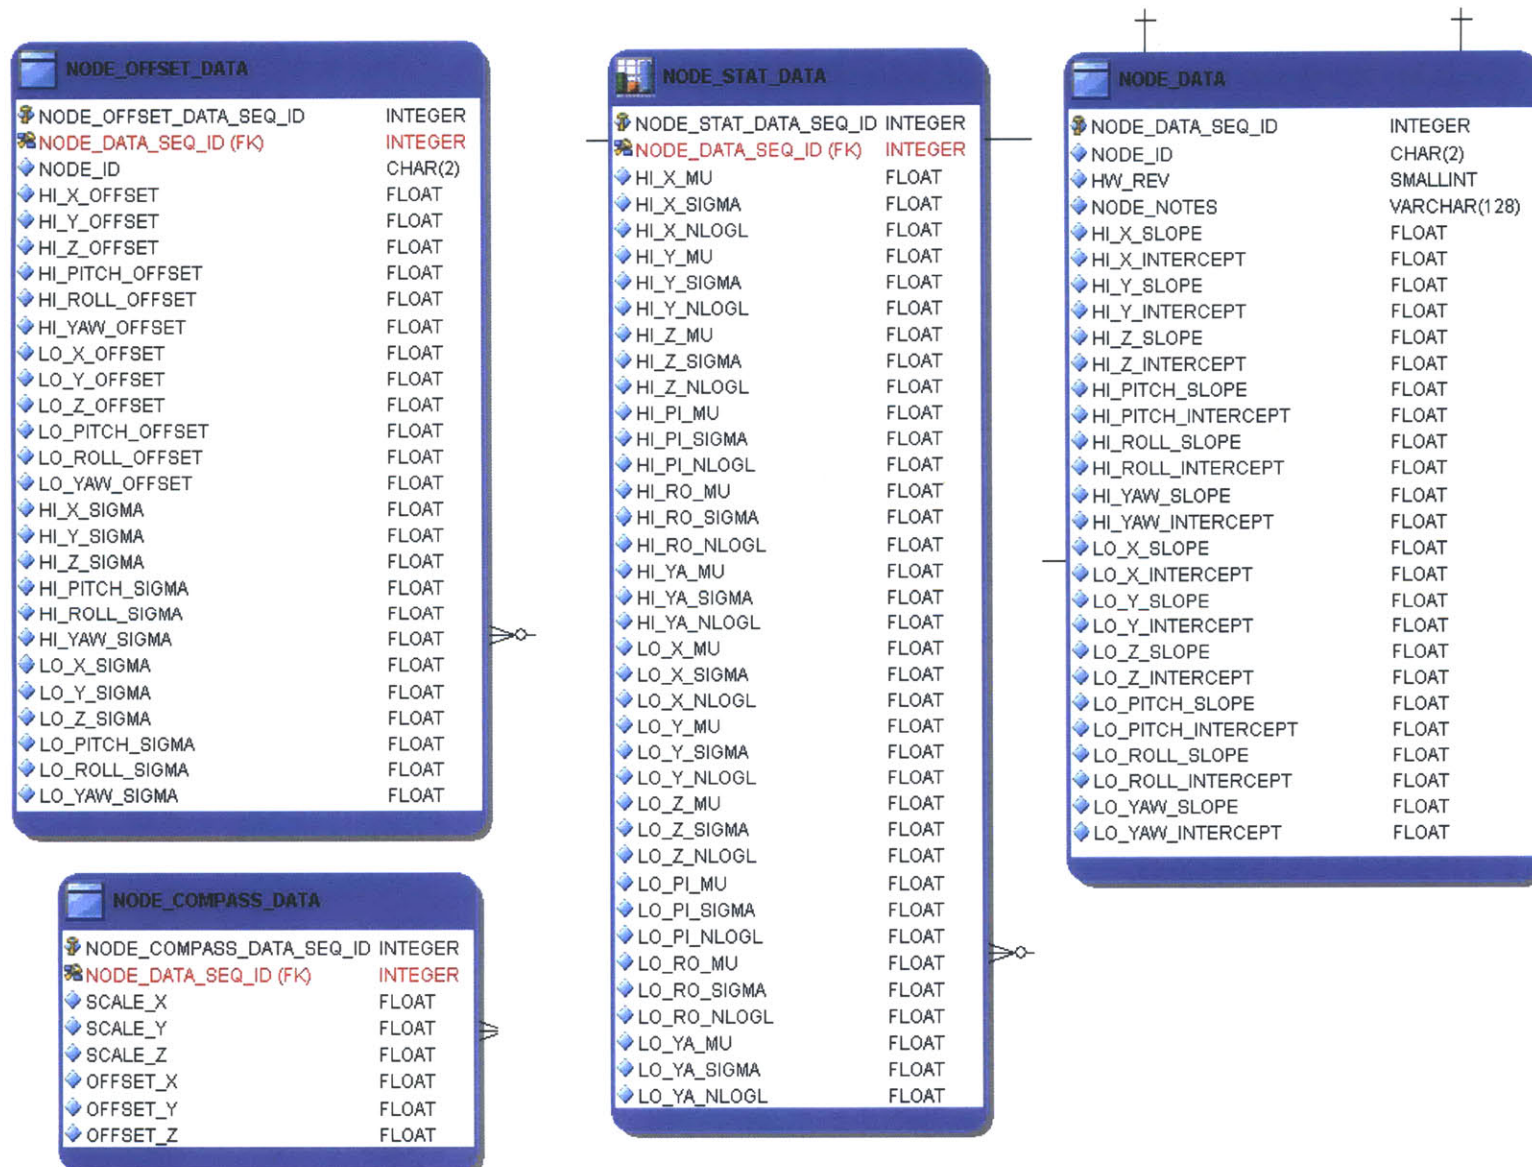 NODE_OFFSET_DATA
NODE_OFFSET_DATA_SEQ_ID INTEGER
NODE_DATA_SEQ_ID (FK) INTEGER
NODE_ID CHAR(2)
HI_X_OFFSET FLOAT
HI_Y_OFFSET FLOAT
HI_Z_OFFSET FLOAT
HI_PITCH_OFFSET FLOAT
HI_ROLL_OFFSET FLOAT
HI_YAW_OFFSET FLOAT
LO_X_OFFSET FLOAT
LO_Y_OFFSET FLOAT
LO_Z_OFFSET FLOAT
LO_PITCH_OFFSET FLOAT
LO_ROLL_OFFSET FLOAT
LO_YAW_OFFSET FLOAT
HI_X_SIGMA FLOAT
HI_Y_SIGMA FLOAT
HI_Z_SIGMA FLOAT
HI_PITCH_SIGMA FLOAT
HI_ROLL_SIGMA FLOAT
HI_YAW_SIGMA FLOAT
LO_X_SIGMA FLOAT
LO_Y_SIGMA FLOAT
LO_Z_SIGMA FLOAT
LO_PITCH_SIGMA FLOAT
LO_ROLL_SIGMA FLOAT
LO_YAW_SIGMA FLOAT
NODE_COMPASS_DATA
NODE_COMPASS_DATA_SEQ_ID INTEGER
NODE_DATA_SEQ_ID (FK) INTEGER
SCALE_X FLOAT
SCALE_Y FLOAT
SCALE_Z FLOAT
OFFSET_X FLOAT
OFFSET_Y FLOAT
OFFSET_Z FLOAT
NODE_STAT_DATA
NODE_STAT_DATA_SEQ_ID INTEGER
NODE_DATA_SEQ_ID (FK) INTEGER
HI_X_MU FLOAT
HI_X_SIGMA FLOAT
HI_X_NLOGL FLOAT
HI_Y_MU FLOAT
HI_Y_SIGMA FLOAT
HI_Y_NLOGL FLOAT
HI_Z_MU FLOAT
HI_Z_SIGMA FLOAT
HI_Z_NLOGL FLOAT
HI_PI_MU FLOAT
HI_PI_SIGMA FLOAT
HI_PI_NLOGL FLOAT
HI_RO_MU FLOAT
HI_RO_SIGMA FLOAT
HI_RO_NLOGL FLOAT
HI_YA_MU FLOAT
HI_YA_SIGMA FLOAT
HI_YA_NLOGL FLOAT
LO_X_MU FLOAT
LO_X_SIGMA FLOAT
LO_X_NLOGL FLOAT
LO_Y_MU FLOAT
LO_Y_SIGMA FLOAT
LO_Y_NLOGL FLOAT
LO_Z_MU FLOAT
LO_Z_SIGMA FLOAT
LO_Z_NLOGL FLOAT
LO_PI_MU FLOAT
LO_PI_SIGMA FLOAT
LO_PI_NLOGL FLOAT
LO_RO_MU FLOAT
LO_RO_SIGMA FLOAT
LO_RO_NLOGL FLOAT
LO_YA_MU FLOAT
LO_YA_SIGMA FLOAT
LO_YA_NLOGL FLOAT
NODE_DATA
NODE_DATA_SEQ_ID INTEGER
NODE_ID CHAR(2)
HW_REV SMALLINT
NODE_NOTES VARCHAR(128)
HI_X_SLOPE FLOAT
HI_X_INTERCEPT FLOAT
HI_Y_SLOPE FLOAT
HI_Y_INTERCEPT FLOAT
HI_Z_SLOPE FLOAT
HI_Z_INTERCEPT FLOAT
HI_PITCH_SLOPE FLOAT
HI_PITCH_INTERCEPT FLOAT
HI_ROLL_SLOPE FLOAT
HI_ROLL_INTERCEPT FLOAT
HI_YAW_SLOPE FLOAT
HI_YAW_INTERCEPT FLOAT
LO_X_SLOPE FLOAT
LO_X_INTERCEPT FLOAT
LO_Y_SLOPE FLOAT
LO_Y_INTERCEPT FLOAT
LO_Z_SLOPE FLOAT
LO_Z_INTERCEPT FLOAT
LO_PITCH_SLOPE FLOAT
LO_PITCH_INTERCEPT FLOAT
LO_ROLL_SLOPE FLOAT
LO_ROLL_INTERCEPT FLOAT
LO_YAW_SLOPE FLOAT
LO_YAW_INTERCEPT FLOAT